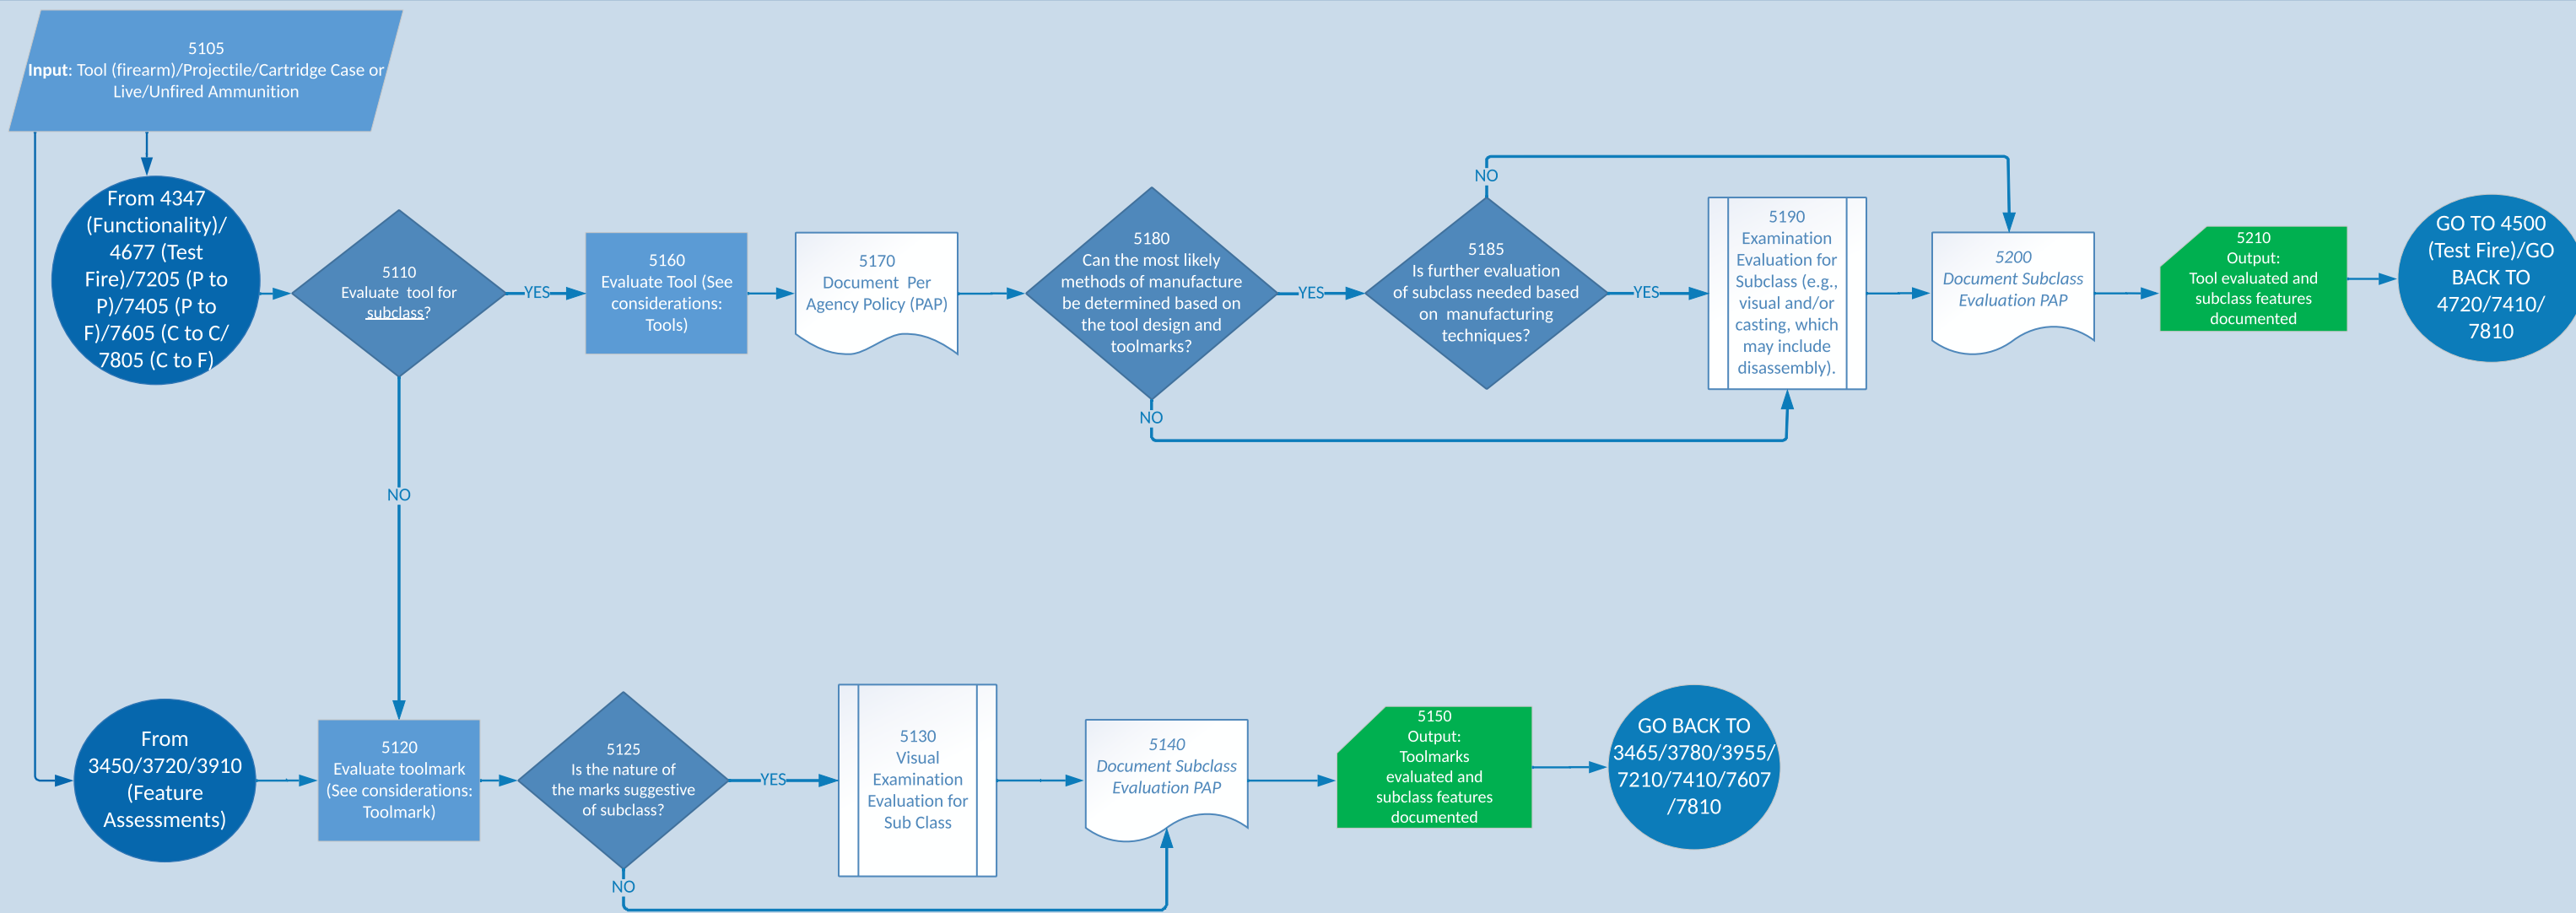 5105
Input: Tool (firearm)/Projectile/Cartridge Case or
Live/Unfired Ammunition
From 4347
(Functionality)/
4677 (Test
Fire)/7205 (P to
P)/7405 (P to
F)/7605 (C to C/
7805 (C to F)
5110
Evaluate tool for
subclass?
YES
NO
5160
Evaluate Tool (See
considerations:
Tools)
5170
Document Per
Agency Policy (PAP)
5180
Can the most likely
methods of manufacture
be determined based on
the tool design and
toolmarks?
YES
NO
5185
Is further evaluation
of subclass needed based
on manufacturing
techniques?
NO
YES
5190
Examination
Evaluation for
Subclass (e.g.,
visual and/or
casting, which
may include
disassembly).
5200
Document Subclass
Evaluation PAP
5210
Output:
Tool evaluated and
subclass features
documented
GO TO 4500
(Test Fire)/GO
BACK TO
4720/7410/
7810
From
3450/3720/3910
(Feature
Assessments)
5120
Evaluate toolmark
(See considerations:
Toolmark)
5125
Is the nature of
the marks suggestive
of subclass?
YES
NO
5130
Visual
Examination
Evaluation for
Sub Class
5140
Document Subclass
Evaluation PAP
5150
Output:
Toolmarks
evaluated and
subclass features
documented
GO BACK TO
3465/3780/3955/
7210/7410/7607
/7810